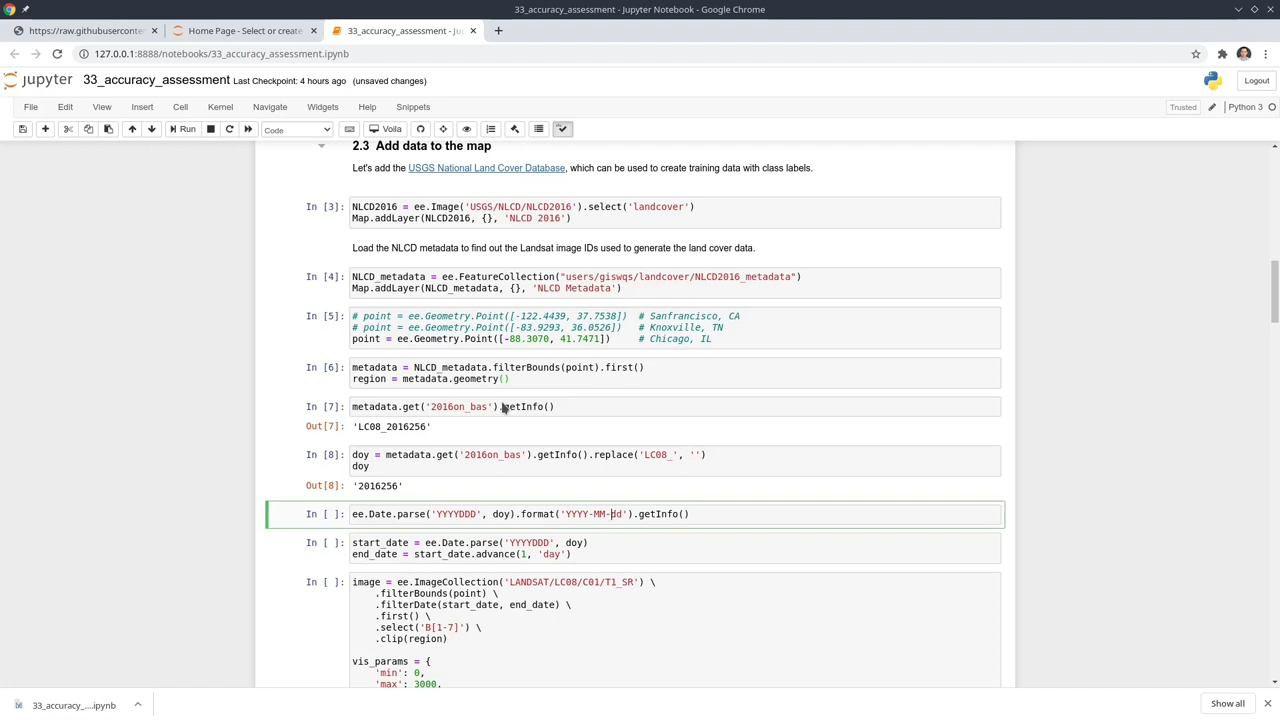 33_accuracy_assessment - Jupyter Notebook - Google Chrome
https://raw.githubuserconte
Home Page - Select or create
33_accuracy_assessment - Ju
127.0.0.1:8888/notebooks/33_accuracy_assessment.ipynb
jupyter 33_accuracy_assessment Last Checkpoint: 4 hours ago (unsaved changes)
Logout
File Edit View Insert Cell Kernel Navigate Widgets Help Snippets
Trusted Python 3
Run Code Voila
2.3 Add data to the map
Let's add the USGS National Land Cover Database, which can be used to create training data with class labels.
In [3]: NLCD2016 = ee.Image('USGS/NLCD/NLCD2016').select('landcover')
Map.addLayer(NLCD2016, {}, 'NLCD 2016')
Load the NLCD metadata to find out the Landsat image IDs used to generate the land cover data.
In [4]: NLCD_metadata = ee.FeatureCollection("users/giswqs/landcover/NLCD2016_metadata")
Map.addLayer(NLCD_metadata, {}, 'NLCD Metadata')
In [5]: # point = ee.Geometry.Point([-122.4439, 37.7538]) # Sanfrancisco, CA
# point = ee.Geometry.Point([-83.9293, 36.0526]) # Knoxville, TN
point = ee.Geometry.Point([-88.3070, 41.7471]) # Chicago, IL
In [6]: metadata = NLCD_metadata.filterBounds(point).first()
region = metadata.geometry()
In [7]: metadata.get('2016on_bas').getInfo()
Out[7]: 'LC08_2016256'
In [8]: doy = metadata.get('2016on_bas').getInfo().replace('LC08_', '')
doy
Out[8]: '2016256'
In [ ]: ee.Date.parse('YYYYDDD', doy).format('YYYY-MM-dd').getInfo()
In [ ]: start_date = ee.Date.parse('YYYYDDD', doy)
end_date = start_date.advance(1, 'day')
In [ ]: image = ee.ImageCollection('LANDSAT/LC08/C01/T1_SR') \
.filterBounds(point) \
.filterDate(start_date, end_date) \
.first() \
.select('B[1-7]') \
.clip(region)
vis_params = {
'min': 0,
'max': 3000,
33_accuracy_....ipynb
Show all